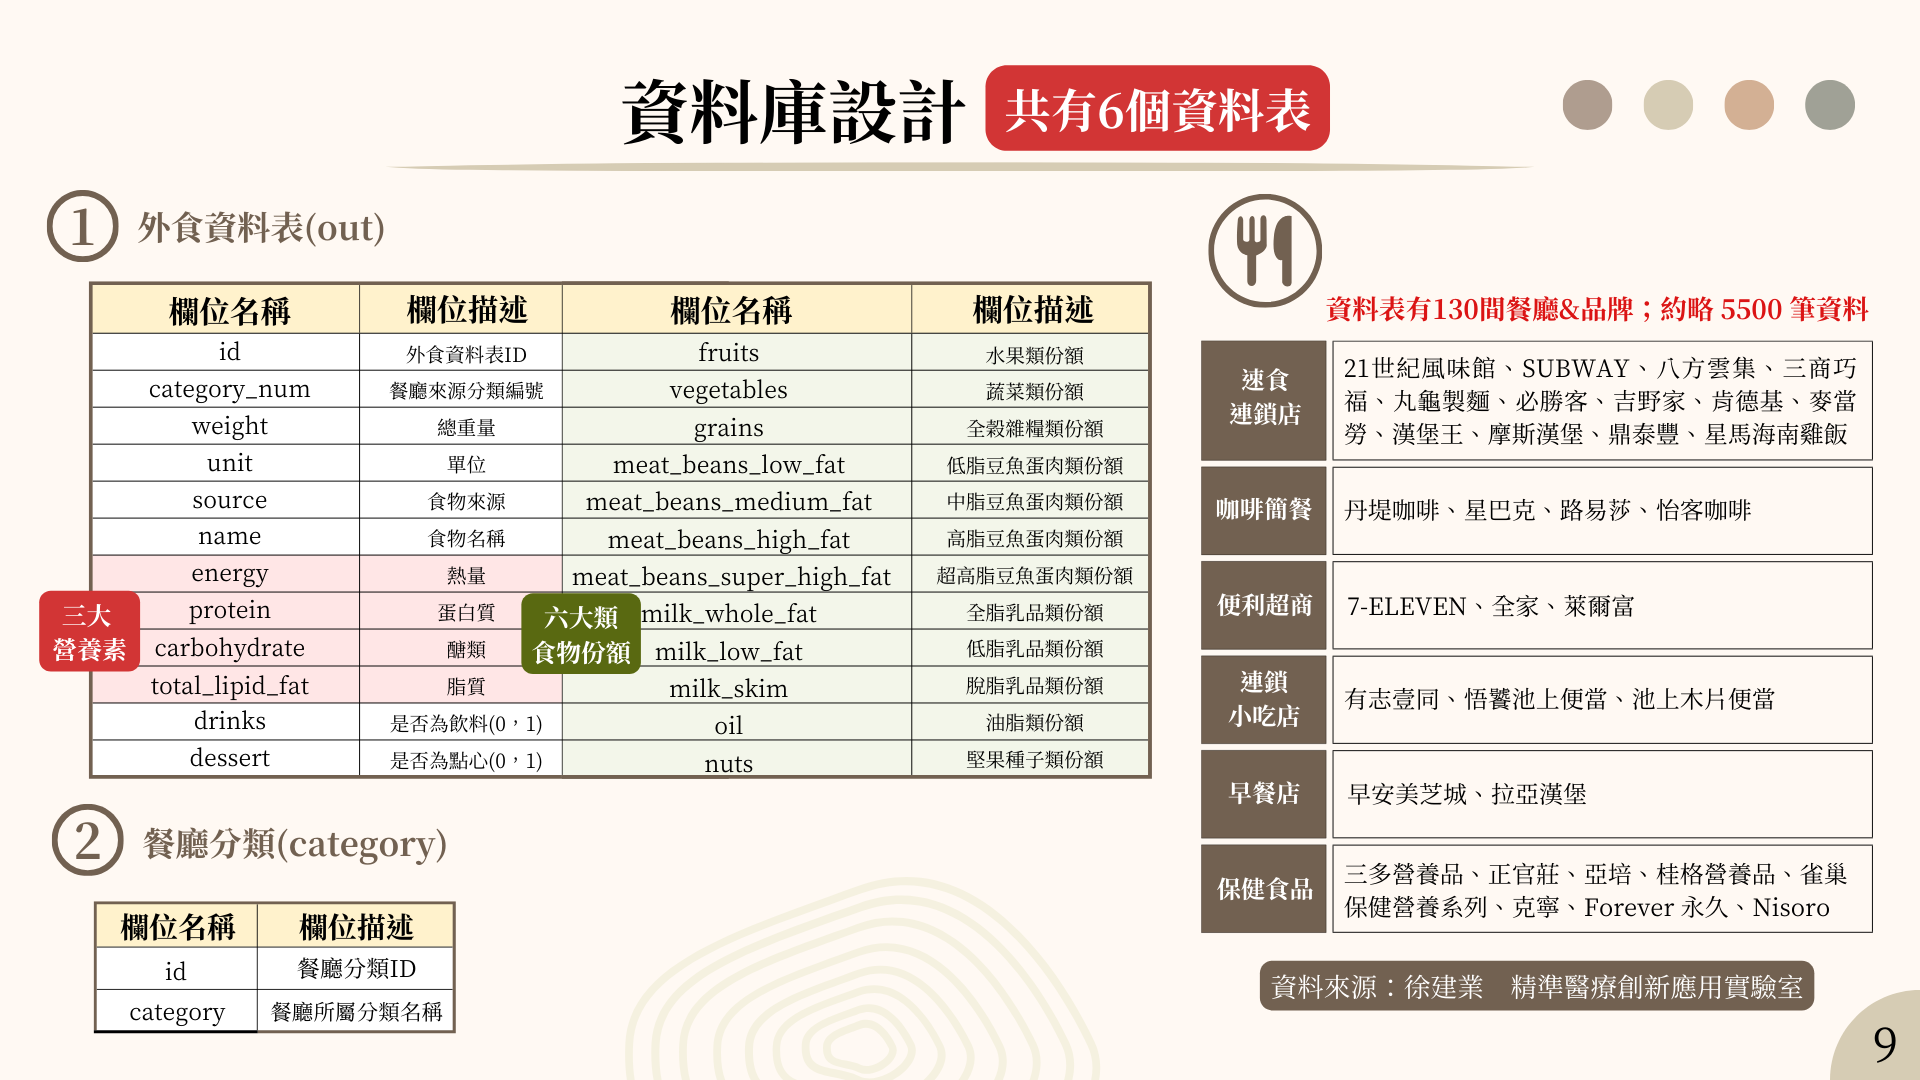 資料庫設計
共有6個資料表
1
外食資料表(out)
欄位名稱 欄位描述 欄位名稱 欄位描述
id 外食資料表ID fruits 水果類份額
category_num 餐廳來源分類編號 vegetables 蔬菜類份額
weight 總重量 grains 全穀雜糧類份額
unit 單位 meat_beans_low_fat 低脂豆魚蛋肉類份額
source 食物來源 meat_beans_medium_fat 中脂豆魚蛋肉類份額
name 食物名稱 meat_beans_high_fat 高脂豆魚蛋肉類份額
energy 熱量 meat_beans_super_high_fat 超高脂豆魚蛋肉類份額
protein 蛋白質 milk_whole_fat 全脂乳品類份額
carbohydrate 醣類 milk_low_fat 低脂乳品類份額
total_lipid_fat 脂質 milk_skim 脫脂乳品類份額
drinks 是否為飲料(0，1) oil 油脂類份額
dessert 是否為點心(0，1) nuts 堅果種子類份額
三大
營養素
六大類
食物份額
2
餐廳分類(category)
欄位名稱 欄位描述
id 餐廳分類ID
category 餐廳所屬分類名稱
資料表有130間餐廳&品牌；約略 5500 筆資料
速食
連鎖店
21世紀風味館、SUBWAY、八方雲集、三商巧
福、丸龜製麵、必勝客、吉野家、肯德基、麥當
勞、漢堡王、摩斯漢堡、鼎泰豐、星馬海南雞飯
咖啡簡餐
丹堤咖啡、星巴克、路易莎、怡客咖啡
便利超商
7-ELEVEN、全家、萊爾富
連鎖
小吃店
有志壹同、悟饕池上便當、池上木片便當
早餐店
早安美芝城、拉亞漢堡
保健食品
三多營養品、正官莊、亞培、桂格營養品、雀巢
保健營養系列、克寧、Forever 永久、Nisoro
資料來源：徐建業　精準醫療創新應用實驗室
9